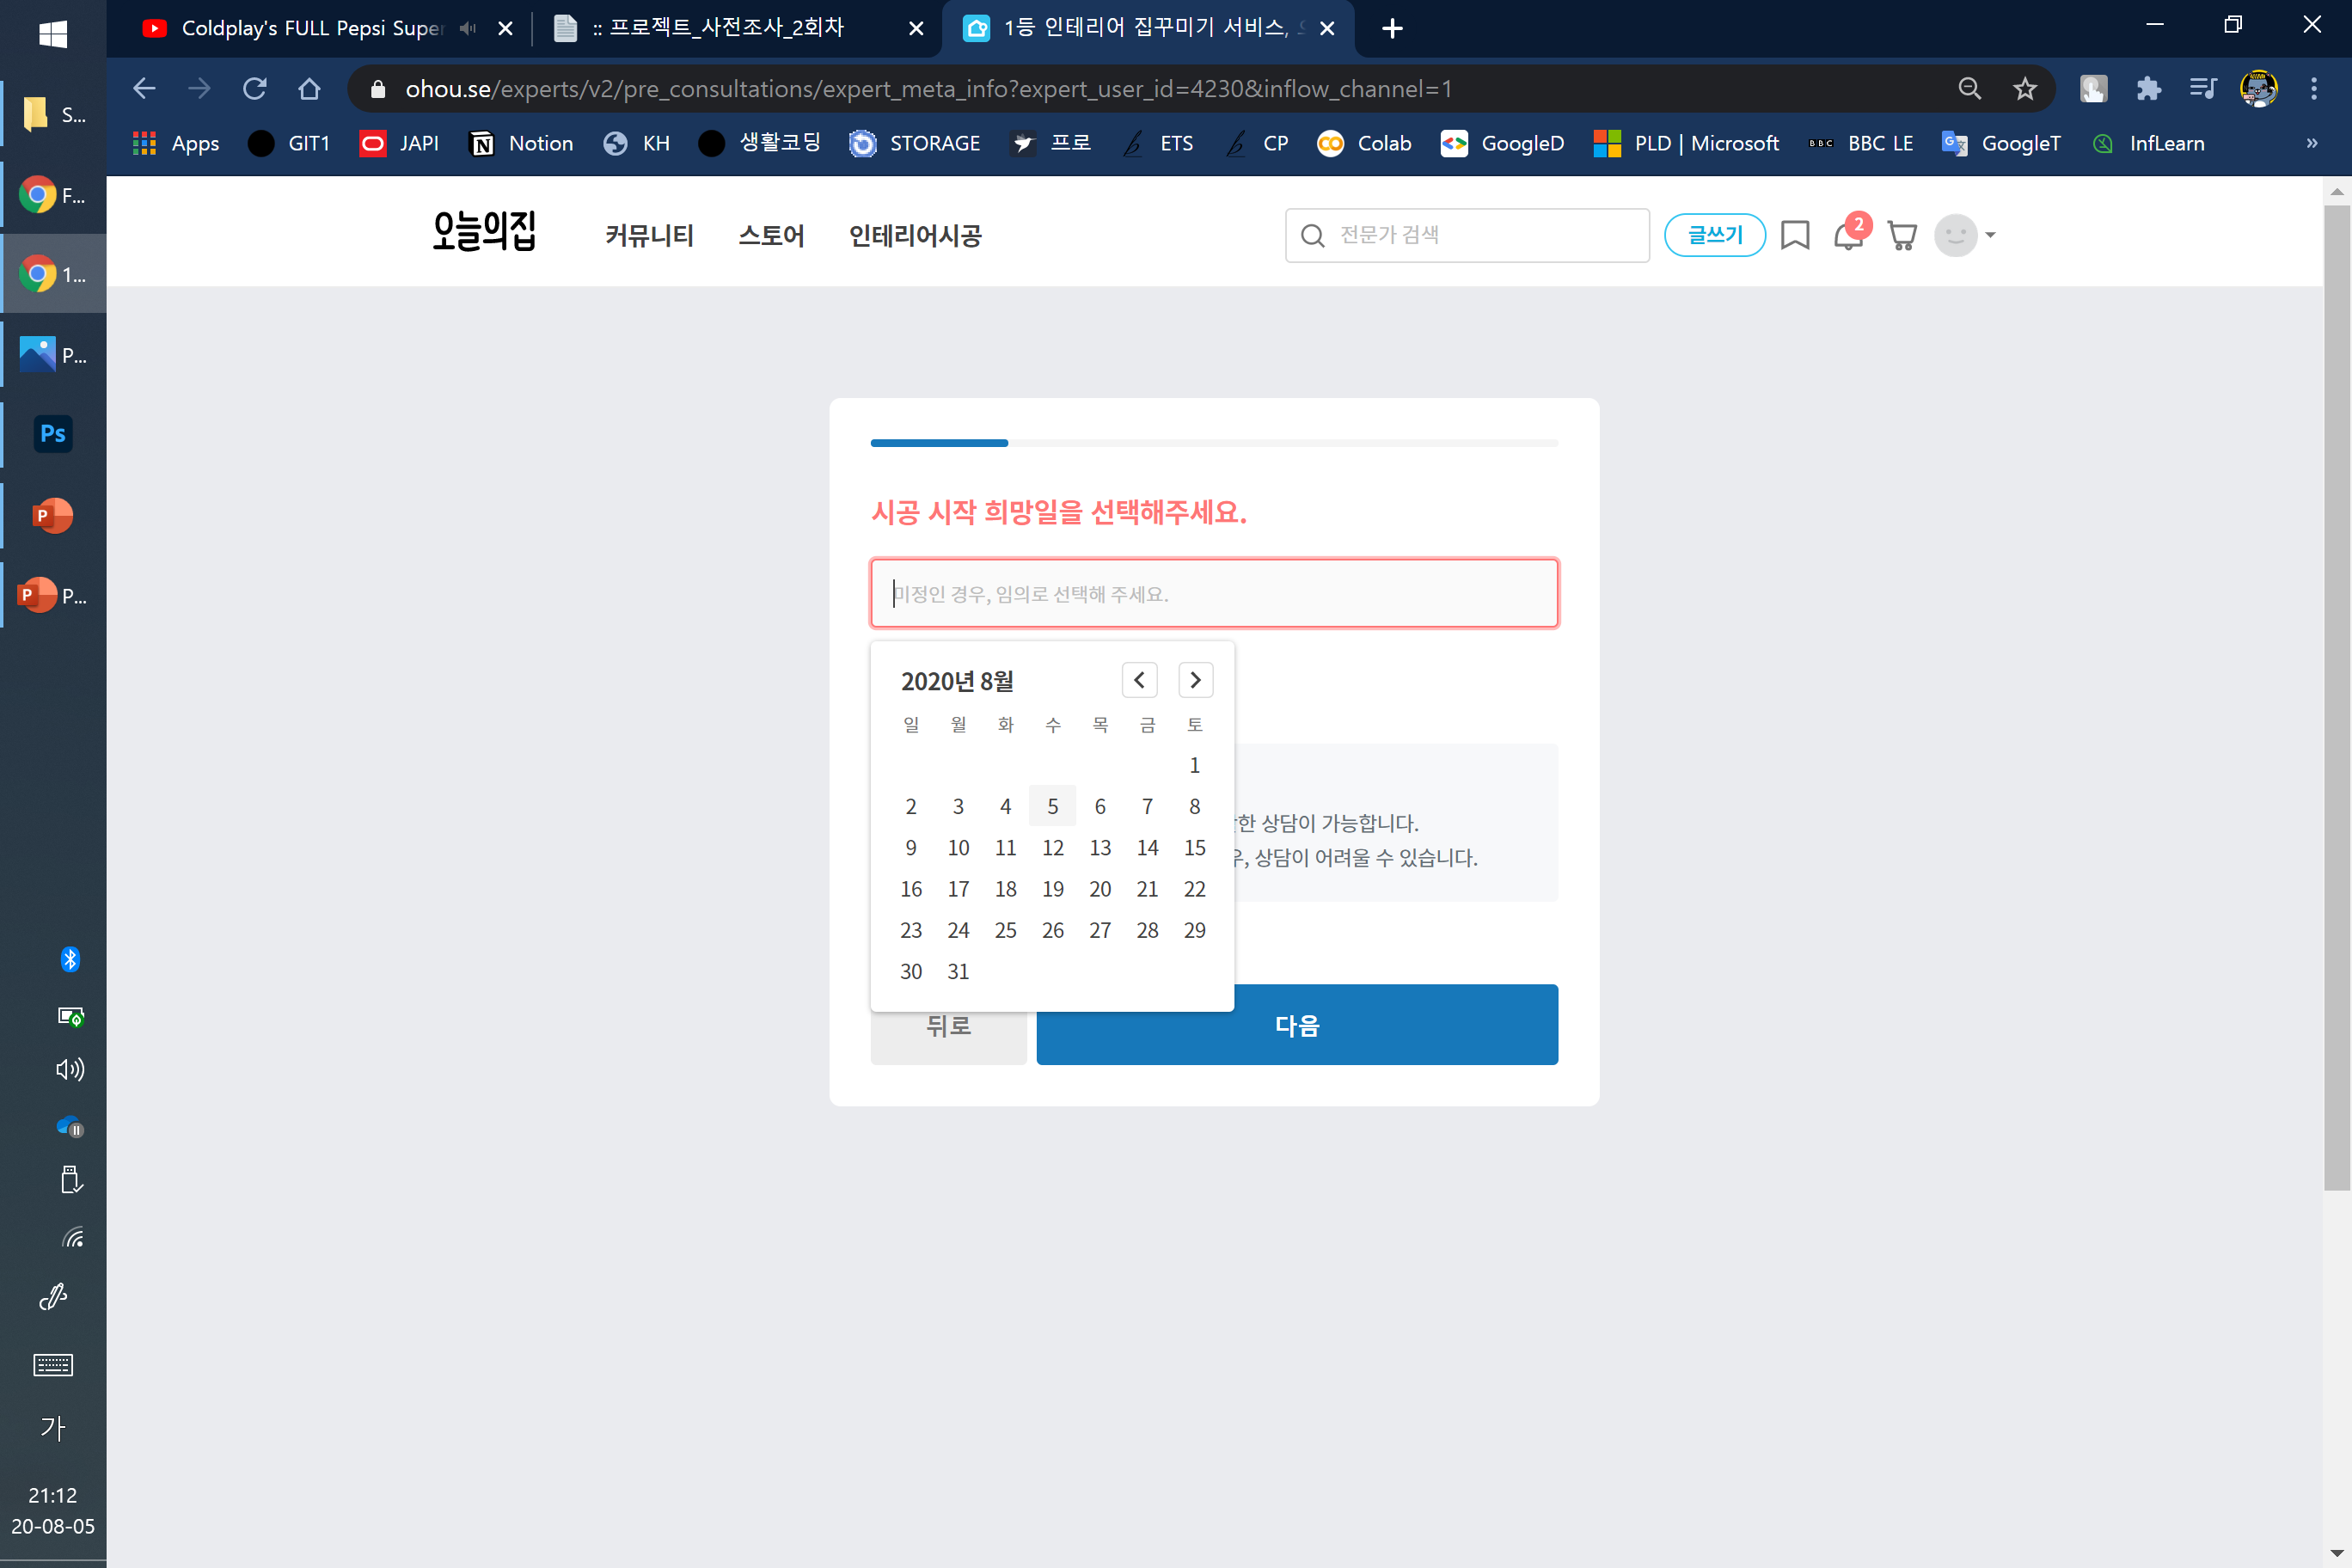 Coldplay's FULL Pepsi Super
:: 프로젝트_사전조사_2회차
1등 인테리어 집꾸미기 서비스,
ohou.se/experts/v2/pre_consultations/expert_meta_info?expert_user_id=4230&inflow_channel=1
Apps GIT1 JAPI Notion KH 생활코딩 STORAGE 프로 ETS CP Colab GoogleD PLD | Microsoft BBC BBC LE GoogleT InfLearn »
S...
F...
1...
P...
Ps
P
P P...
가
21:12
20-08-05
오늘의집 커뮤니티 스토어 인테리어시공 전문가 검색 글쓰기 2
시공 시작 희망일을 선택해주세요.
미정인 경우, 임의로 선택해 주세요.
2020년 8월
일 월 화 수 목 금 토
1
2 3 4 5 6 7 8
9 10 11 12 13 14 15
16 17 18 19 20 21 22
23 24 25 26 27 28 29
30 31
한 상담이 가능합니다.
, 상담이 어려울 수 있습니다.
뒤로 다음